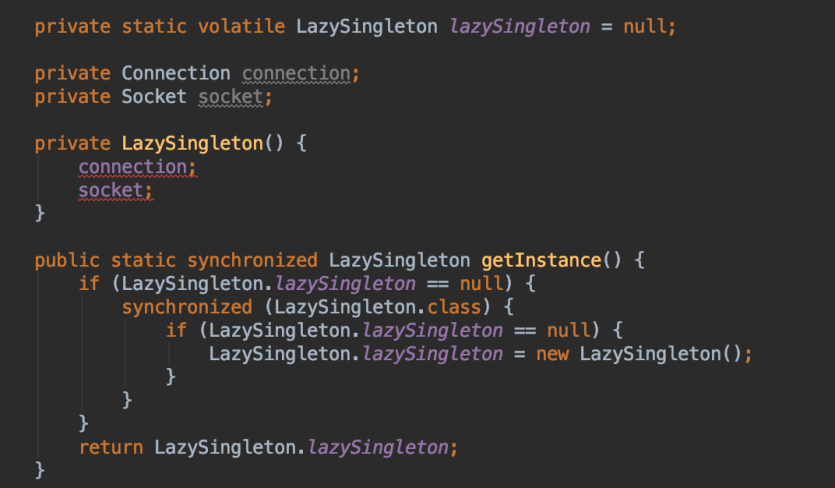 private static volatile LazySingleton lazySingleton = null;
private Connection connection;
private Socket socket;
private LazySingleton() {
connection;
socket;
}
public static synchronized LazySingleton getInstance() {
if (LazySingleton.lazySingleton == null) {
synchronized (LazySingleton.class) {
if (LazySingleton.lazySingleton == null) {
LazySingleton.lazySingleton = new LazySingleton();
}
}
}
return LazySingleton.lazySingleton;
}